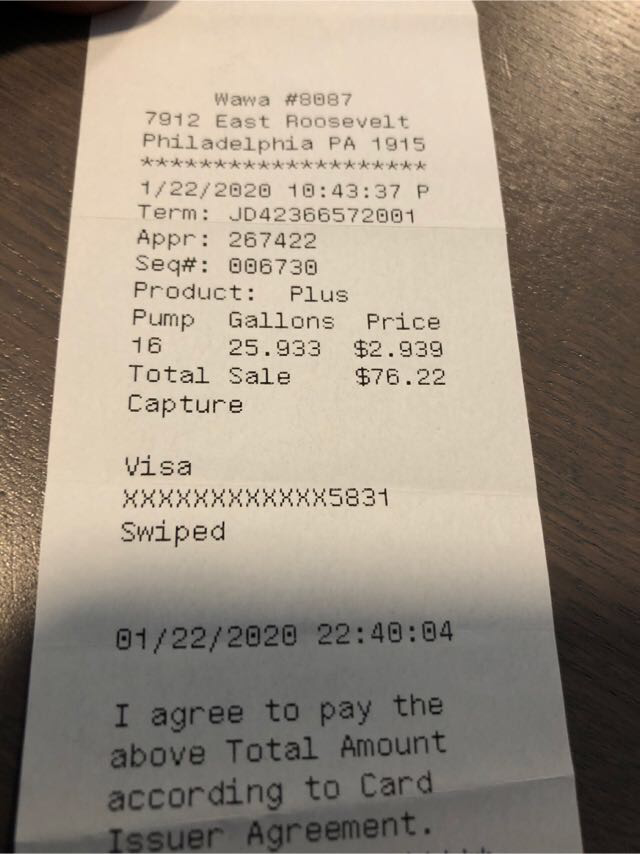 Wawa #8087
7912 East Roosevelt
Philadelphia PA 1915
********************
1/22/2020 10:43:37 P
Term: JD42366572001
Appr: 267422
Seq#: 006730
Product: Plus
Pump Gallons Price
16 25.933 $2.939
Total Sale $76.22
Capture
Visa
XXXXXXXXXXXX5831
Swiped
01/22/2020 22:40:04
I agree to pay the
above Total Amount
according to Card
Issuer Agreement.